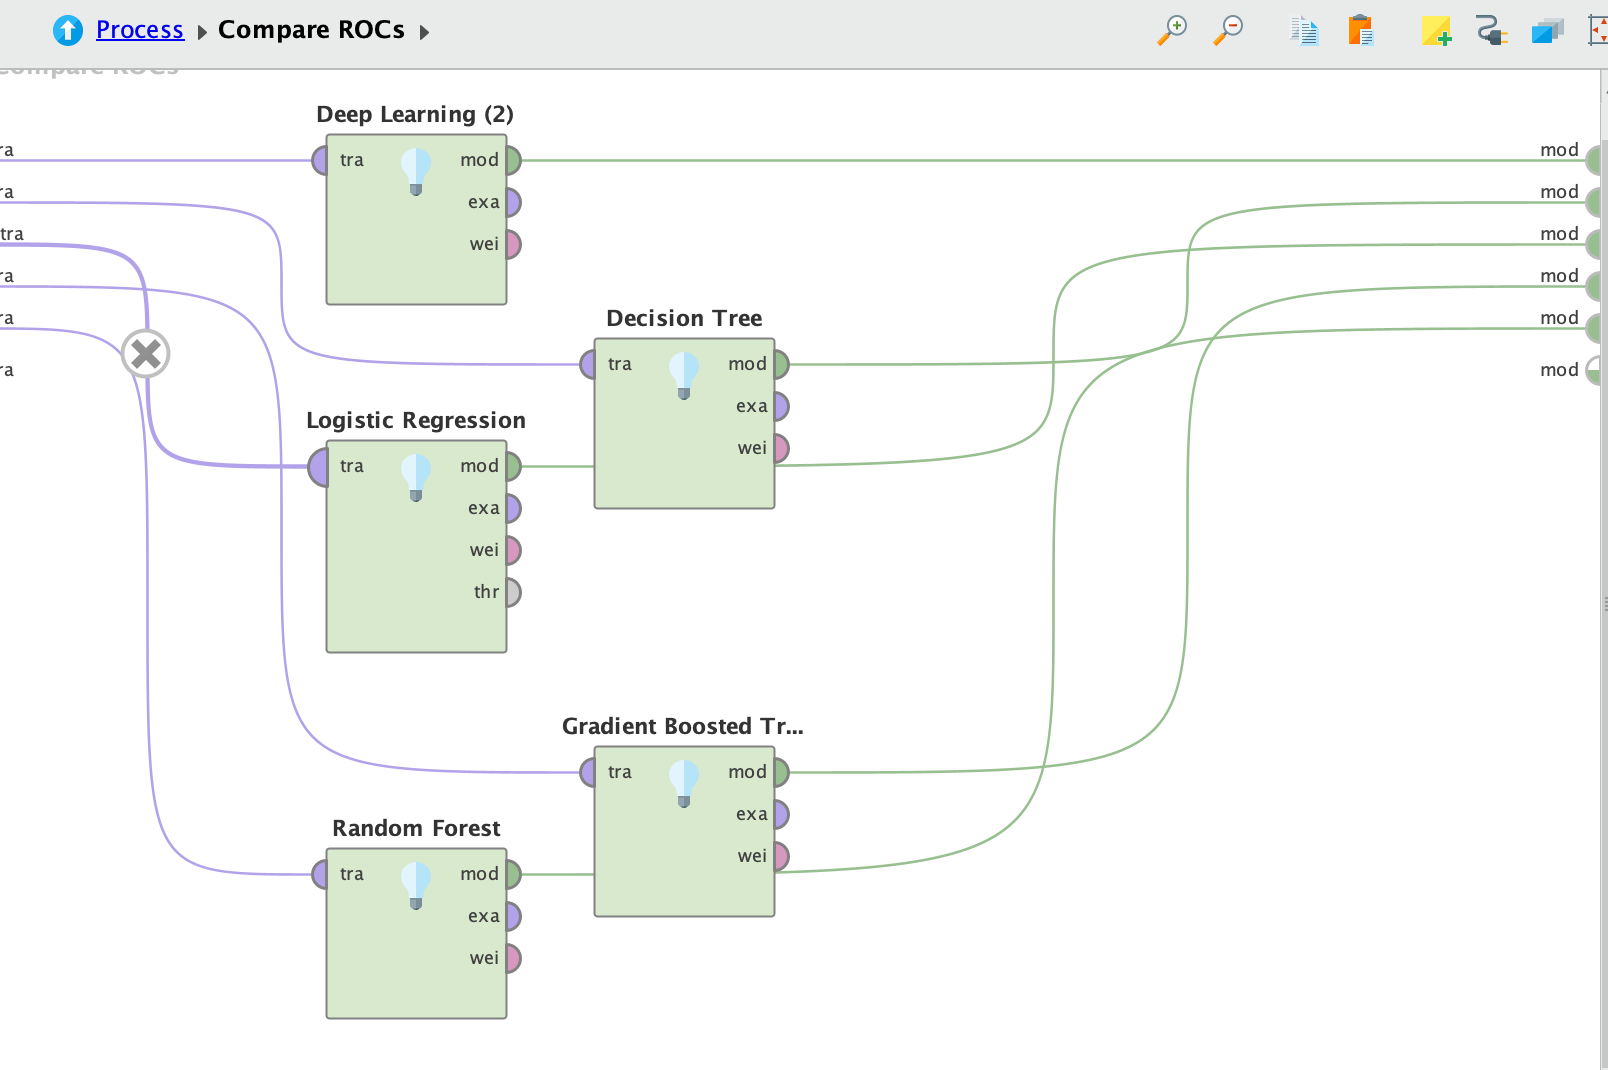 Process Compare ROCs
Compare ROCs
Deep Learning (2)
ra
tra
mod
mod
ra
exa
mod
tra
wei
mod
ra
mod
ra
Decision Tree
mod
ra
tra
mod
mod
exa
Logistic Regression
wei
tra
mod
exa
wei
thr
Gradient Boosted Tr...
tra
mod
exa
Random Forest
wei
tra
mod
exa
wei